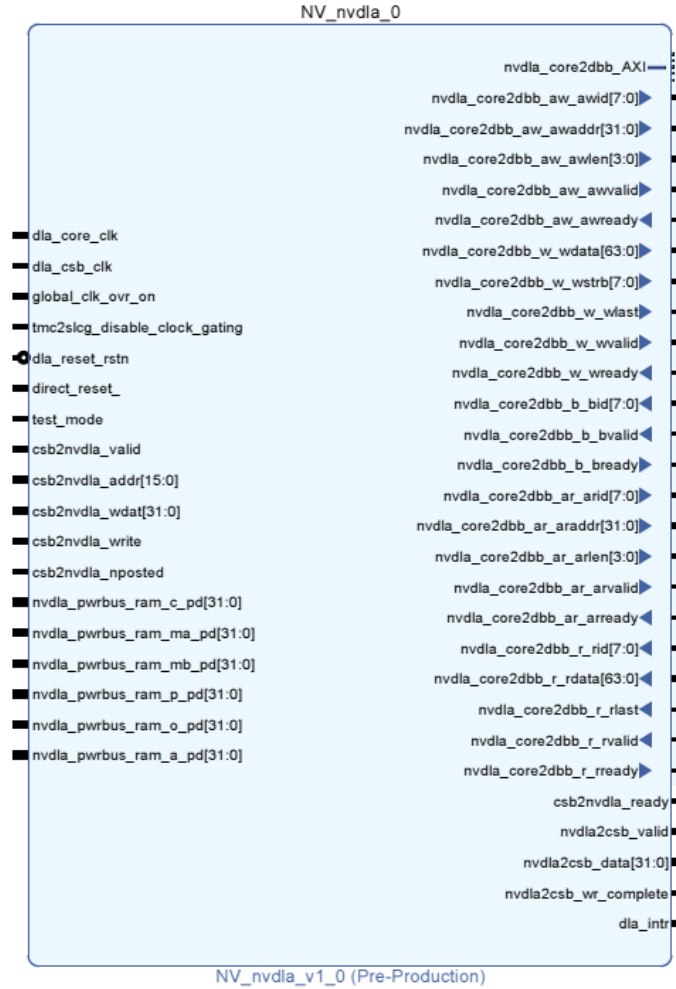 NV_nvdla_0
nvdla_core2dbb_AXI
nvdla_core2dbb_aw_awid[7:0]
nvdla_core2dbb_aw_awaddr[31:0]
nvdla_core2dbb_aw_awlen[3:0]
nvdla_core2dbb_aw_awvalid
nvdla_core2dbb_aw_awready
nvdla_core2dbb_w_wdata[63:0]
nvdla_core2dbb_w_wstrb[7:0]
nvdla_core2dbb_w_wlast
nvdla_core2dbb_w_wvalid
nvdla_core2dbb_w_wready
nvdla_core2dbb_b_bid[7:0]
nvdla_core2dbb_b_bvalid
nvdla_core2dbb_b_bready
nvdla_core2dbb_ar_arid[7:0]
nvdla_core2dbb_ar_araddr[31:0]
nvdla_core2dbb_ar_arlen[3:0]
nvdla_core2dbb_ar_arvalid
nvdla_core2dbb_ar_arready
nvdla_core2dbb_r_rid[7:0]
nvdla_core2dbb_r_rdata[63:0]
nvdla_core2dbb_r_rlast
nvdla_core2dbb_r_rvalid
nvdla_core2dbb_r_rready
csb2nvdla_ready
nvdla2csb_valid
nvdla2csb_data[31:0]
nvdla2csb_wr_complete
dla_intr
dla_core_clk
dla_csb_clk
global_clk_ovr_on
tmc2slcg_disable_clock_gating
dla_reset_rstn
direct_reset_
test_mode
csb2nvdla_valid
csb2nvdla_addr[15:0]
csb2nvdla_wdat[31:0]
csb2nvdla_write
csb2nvdla_nposted
nvdla_pwrbus_ram_c_pd[31:0]
nvdla_pwrbus_ram_ma_pd[31:0]
nvdla_pwrbus_ram_mb_pd[31:0]
nvdla_pwrbus_ram_p_pd[31:0]
nvdla_pwrbus_ram_o_pd[31:0]
nvdla_pwrbus_ram_a_pd[31:0]
NV_nvdla_v1_0 (Pre-Production)